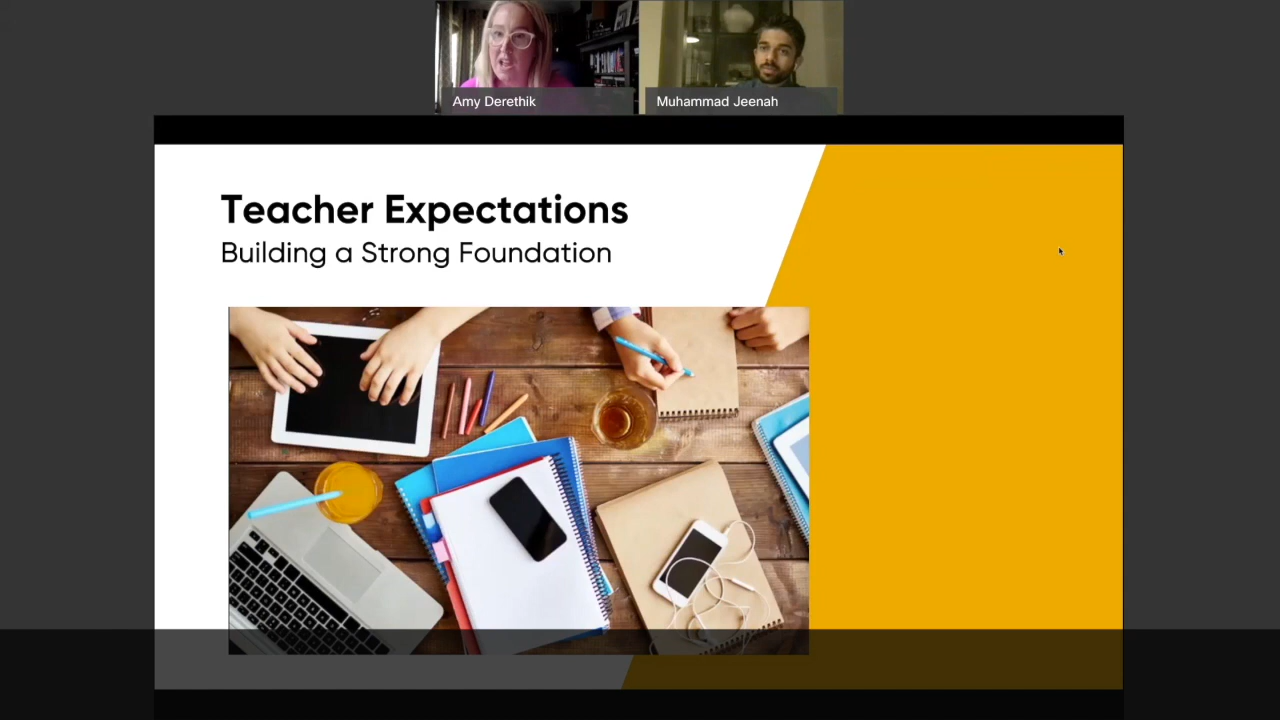 Amy Derethik
Muhammad Jeenah
Teacher Expectations
Building a Strong Foundation